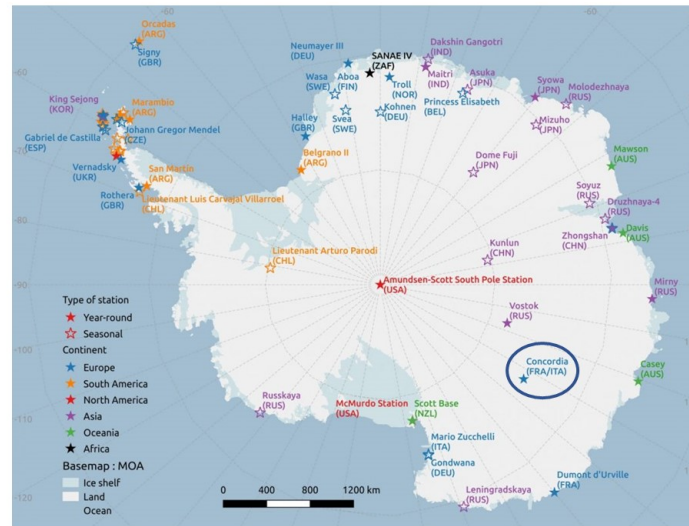 Orcadas
(ARG)
Signy
(GBR)
Neumayer III
(DEU)
SANAE IV
(ZAF)
Dakshin Gangotri
(IND)
Wasa
(SWE)
Aboa
(FIN)
Troll
(NOR)
Maitri
(IND)
Asuka
(JPN)
Syowa
(JPN)
Molodezhnaya
(RUS)
Svea
(SWE)
Kohnen
(DEU)
Princess Elisabeth
(BEL)
Mizuho
(JPN)
King Sejong
(KOR)
Marambio
(ARG)
Gabriel de Castilla
(ESP)
Johann Gregor Mendel
(CZE)
Halley
(GBR)
Belgrano II
(ARG)
Dome Fuji
(JPN)
Mawson
(AUS)
Vernadsky
(UKR)
San Martin
(ARG)
Rothera
(GBR)
Lieutenant Luis Carvajal Villarroel
(CHL)
Soyuz
(RUS)
Druzhnaya-4
(RUS)
Zhongshan
(CHN)
Davis
(AUS)
Lieutenant Arturo Parodi
(CHL)
Kunlun
(CHN)
Amundsen-Scott South Pole Station
(USA)
Mirny
(RUS)
Vostok
(RUS)
Concordia
(FRA/ITA)
Casey
(AUS)
Russkaya
(RUS)
McMurdo Station
(USA)
Scott Base
(NZL)
Mario Zucchelli
(ITA)
Gondwana
(DEU)
Leningradskaya
(RUS)
Dumont d'Urville
(FRA)
-60
-60
-70
-80
-90
-100
-110
-120
Type of station
Year-round
Seasonal
Continent
Europe
South America
North America
Asia
Oceania
Africa
Basemap : MOA
Ice shelf
Land
Ocean
0 400 800 1200 km